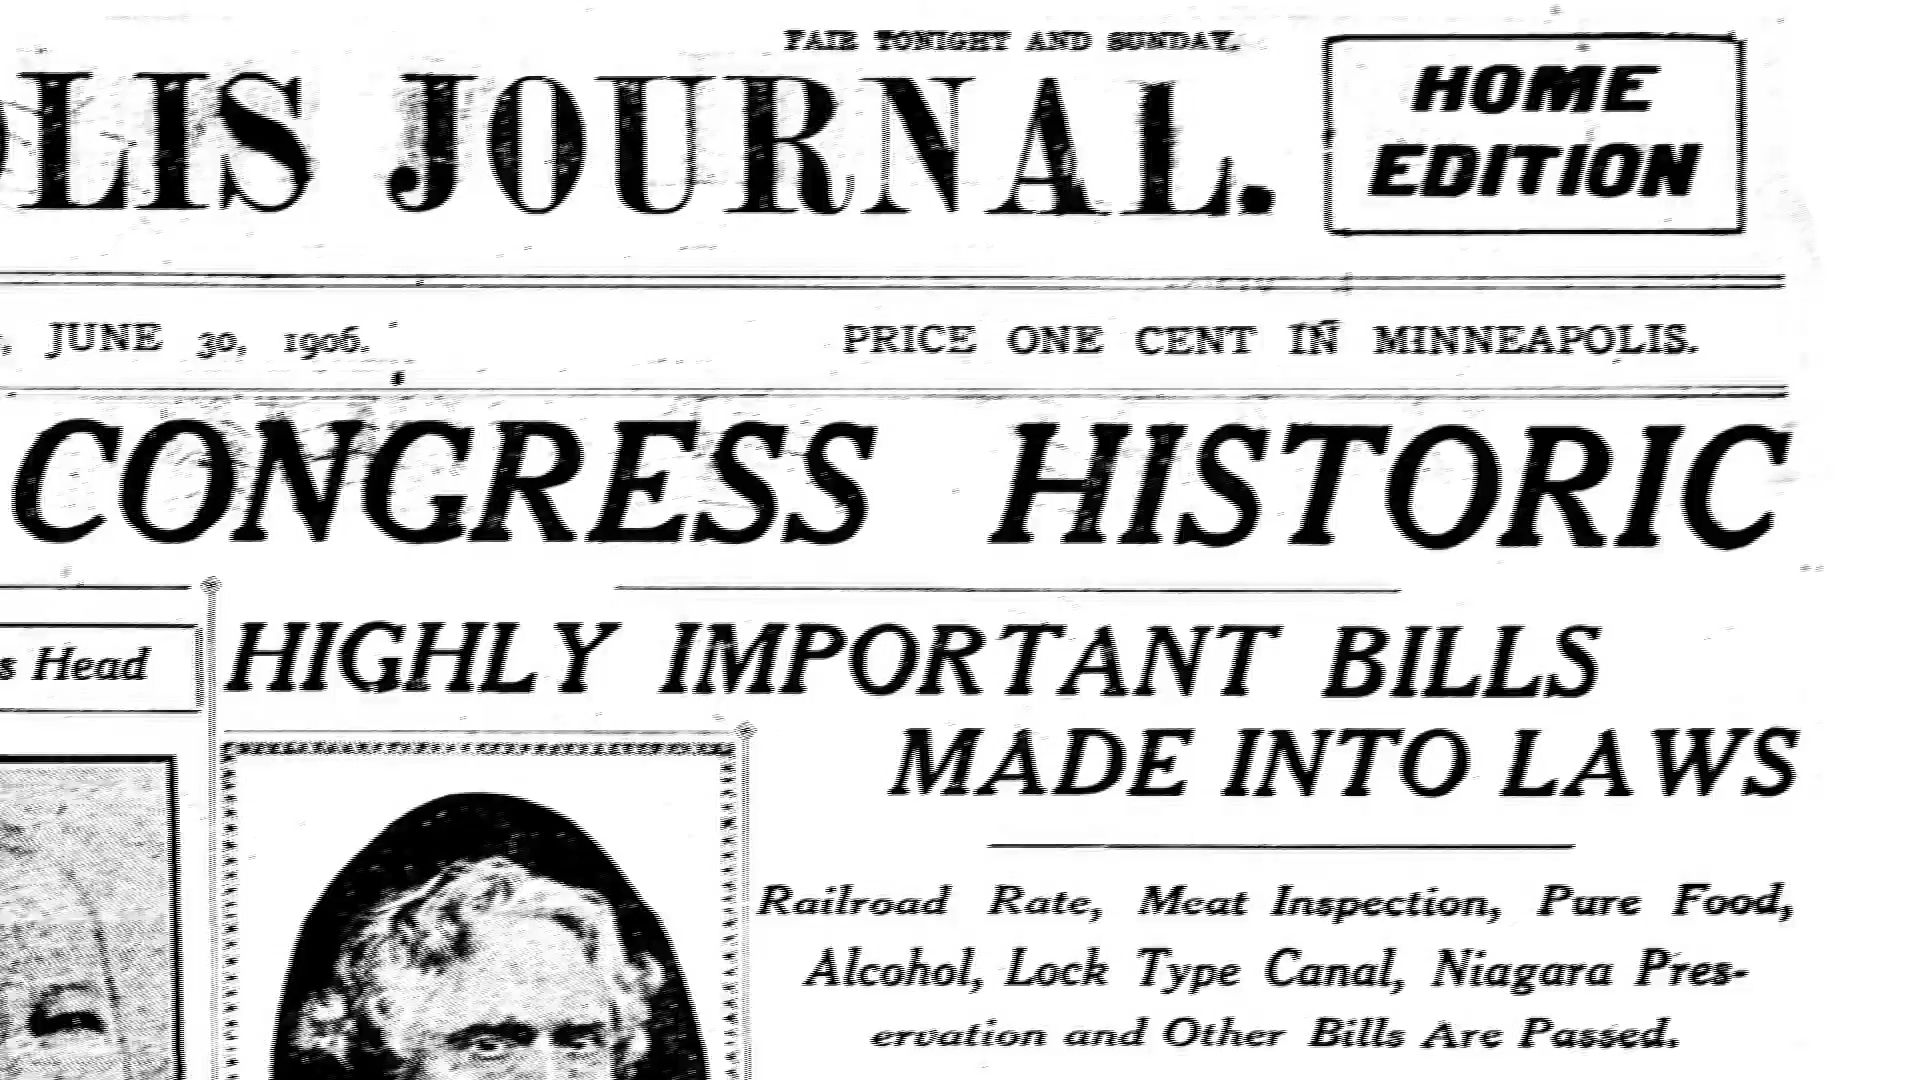 FAIR TONIGHT AND SUNDAY.
OLIS JOURNAL.
HOME
EDITION
, JUNE 30, 1906.
PRICE ONE CENT IN MINNEAPOLIS.
CONGRESS HISTORIC
s Head
HIGHLY IMPORTANT BILLS
MADE INTO LAWS
Railroad Rate, Meat Inspection, Pure Food,
Alcohol, Lock Type Canal, Niagara Pres-
ervation and Other Bills Are Passed.